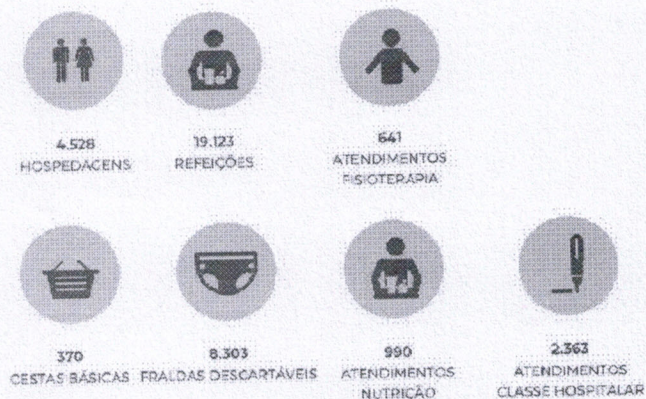 4.528
HOSPEDAGENS
19.123
REFEIÇÕES
641
ATENDIMENTOS
FISIOTERAPIA
370
CESTAS BÁSICAS
8.303
FRALDAS DESCARTÁVEIS
990
ATENDIMENTOS
NUTRIÇÃO
2.363
ATENDIMENTOS
CLASSE HOSPITALAR